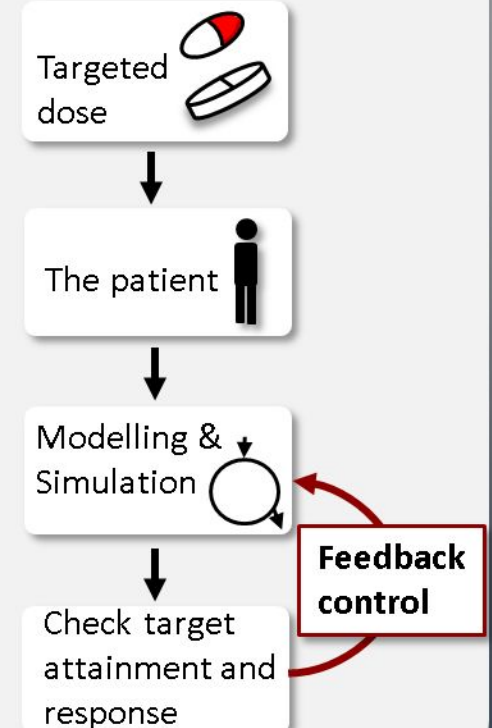 Targeted
dose
The patient
Modelling &
Simulation
Feedback
control
Check target
attainment and
response